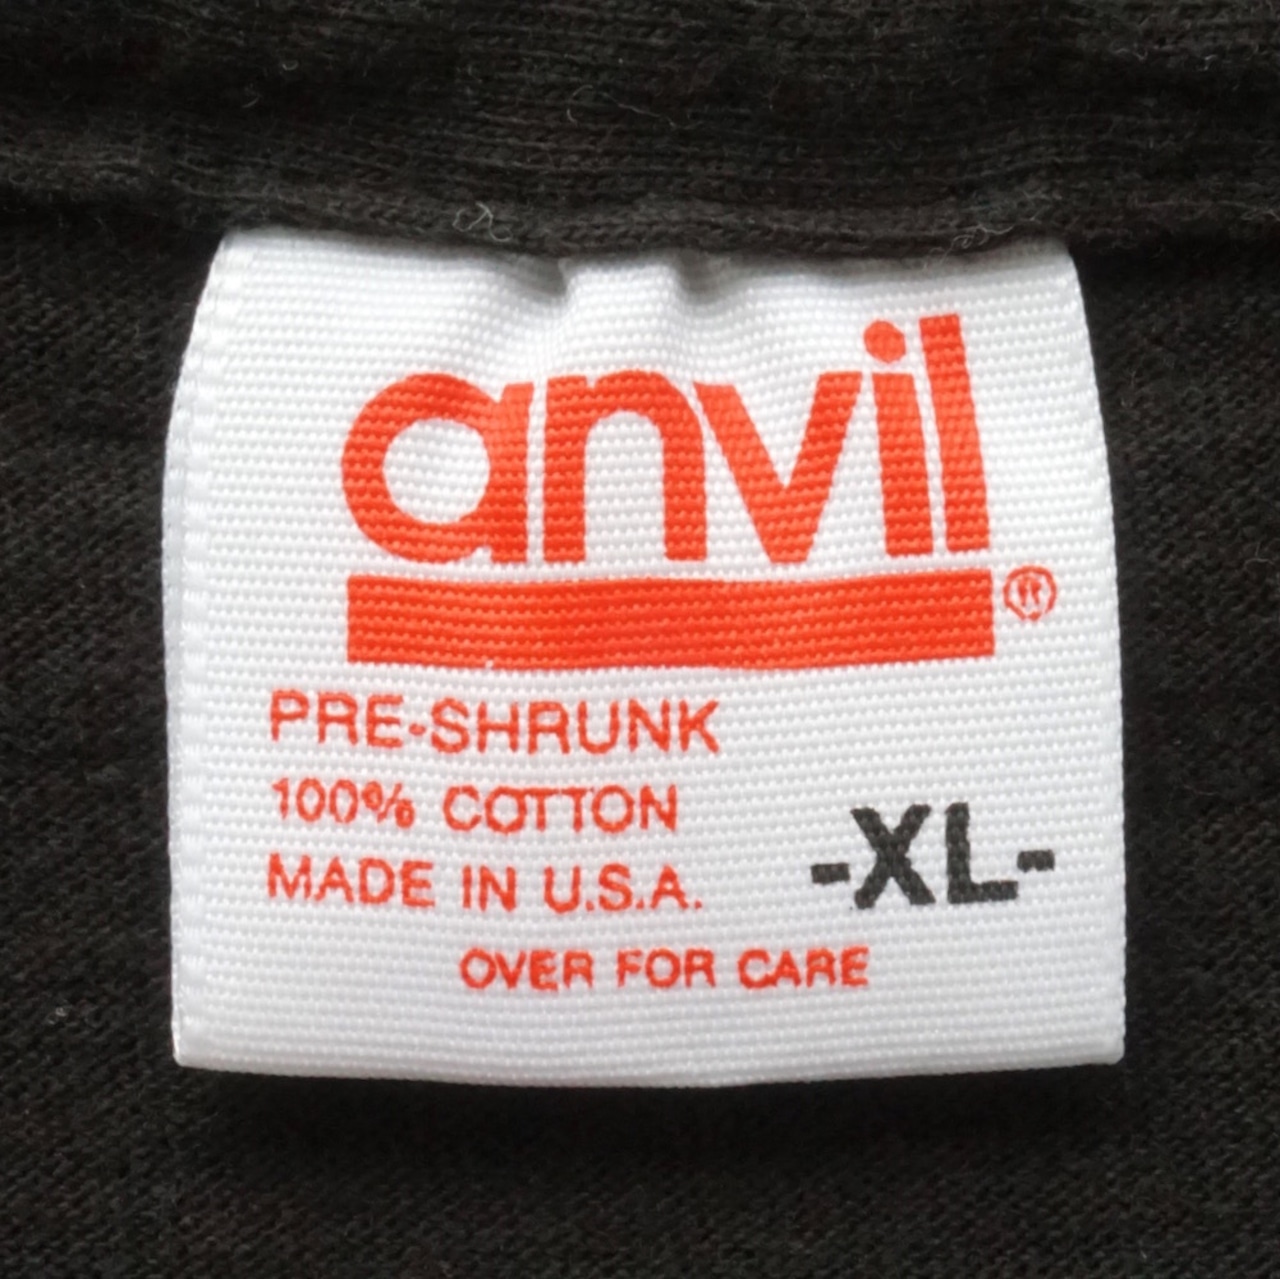 anvil
®
PRE-SHRUNK
100% COTTON
MADE IN U.S.A.
-XL-
OVER FOR CARE